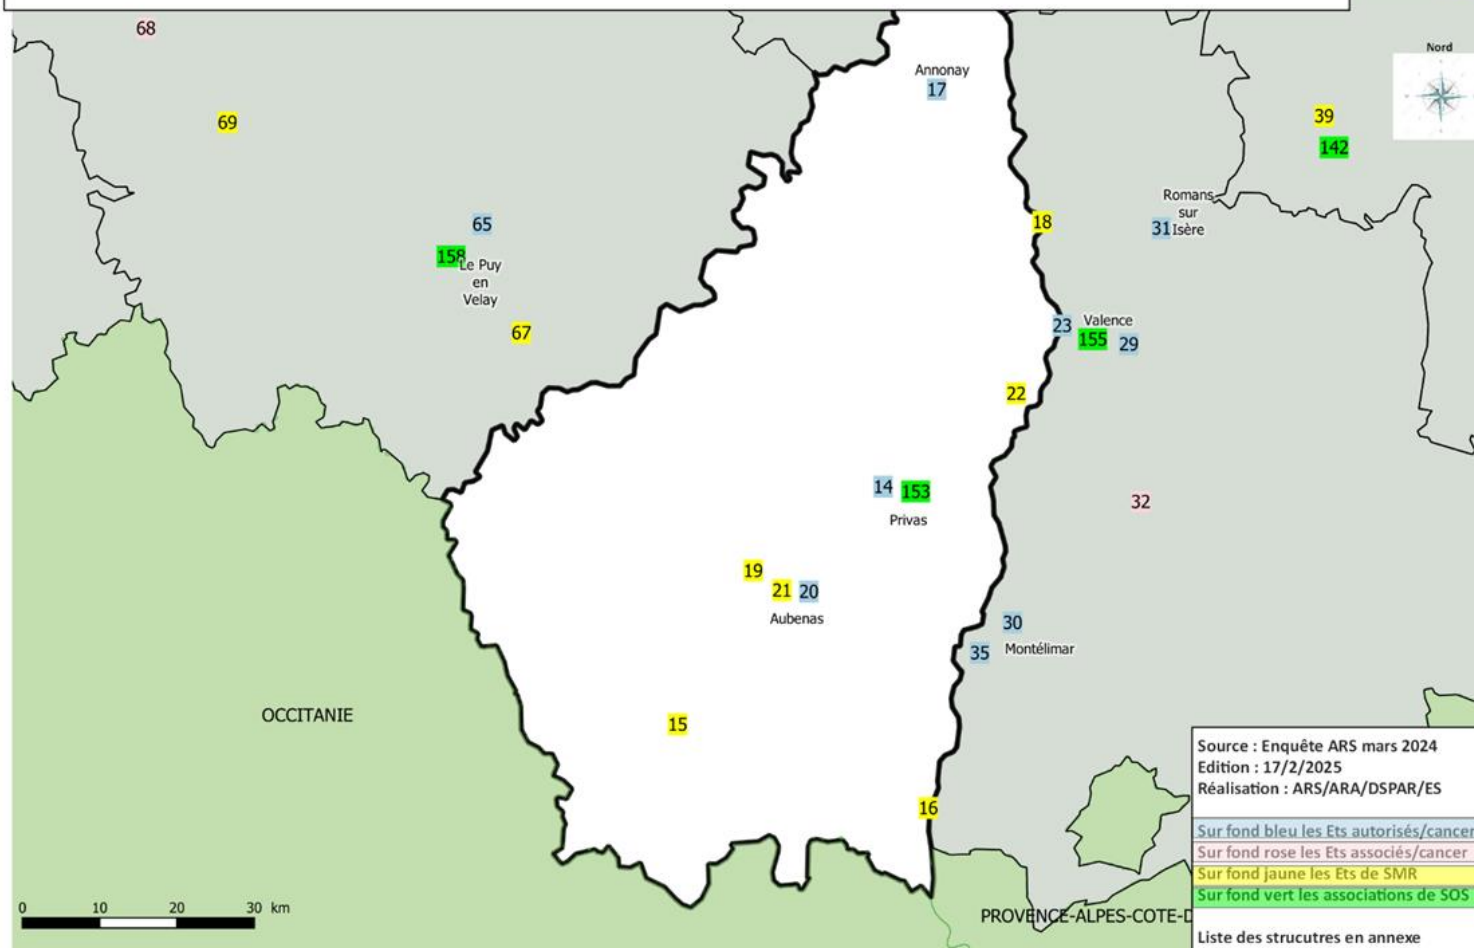 68
Nord
Annonay
17
69
39
142
Romans
sur
Isère
31
18
65
158
Le Puy
en
Velay
67
23
Valence
155
29
22
14
153
Privas
32
19
21
20
Aubenas
30
35
Montélimar
OCCITANIE
15
16
Source : Enquête ARS mars 2024
Edition : 17/2/2025
Réalisation : ARS/ARA/DSPAR/ES
Sur fond bleu les Ets autorisés/cancer
Sur fond rose les Ets associés/cancer
Sur fond jaune les Ets de SMR
Sur fond vert les associations de SOS
Liste des strucutres en annexe
0 10 20 30 km
PROVENCE-ALPES-COTE-D